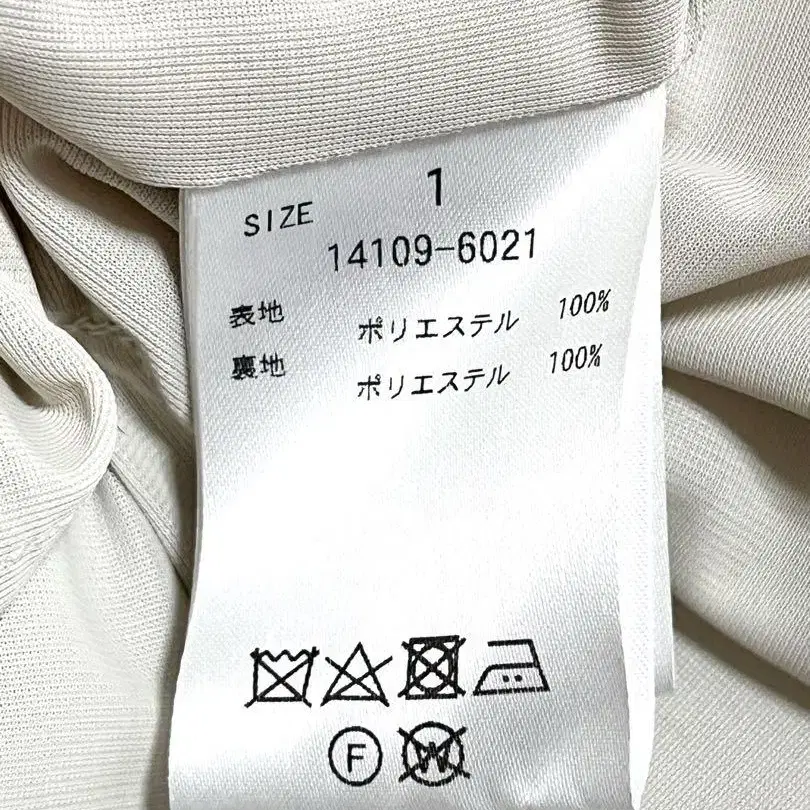 SIZE 1
14109-6021
表地 ポリエステル 100%
裏地 ポリエステル 100%
F W